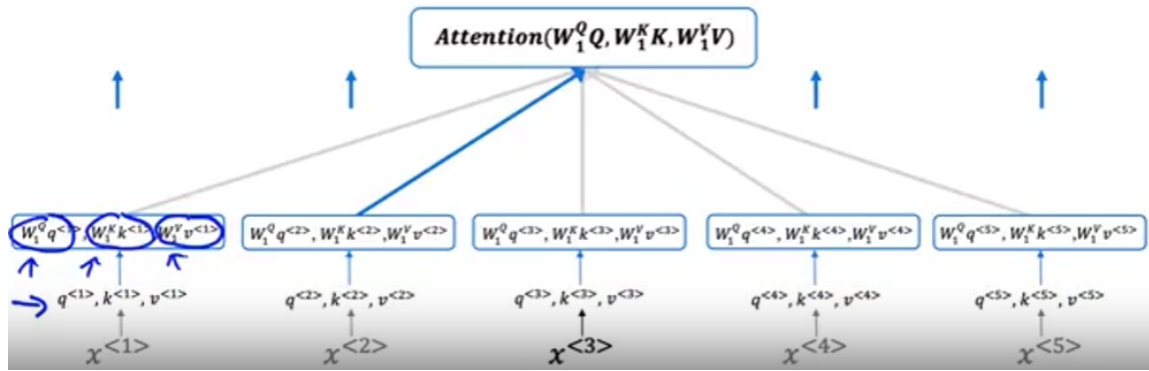 Attention(W₁^Q Q, W₁^K K, W₁^V V)
W₁^Q q^<1>, W₁^K k^<1>, W₁^V v^<1> W₁^Q q^<2>, W₁^K k^<2>, W₁^V v^<2> W₁^Q q^<3>, W₁^K k^<3>, W₁^V v^<3> W₁^Q q^<4>, W₁^K k^<4>, W₁^V v^<4> W₁^Q q^<5>, W₁^K k^<5>, W₁^V v^<5>
q^<1>, k^<1>, v^<1> q^<2>, k^<2>, v^<2> q^<3>, k^<3>, v^<3> q^<4>, k^<4>, v^<4> q^<5>, k^<5>, v^<5>
x^<1> x^<2> x^<3> x^<4> x^<5>